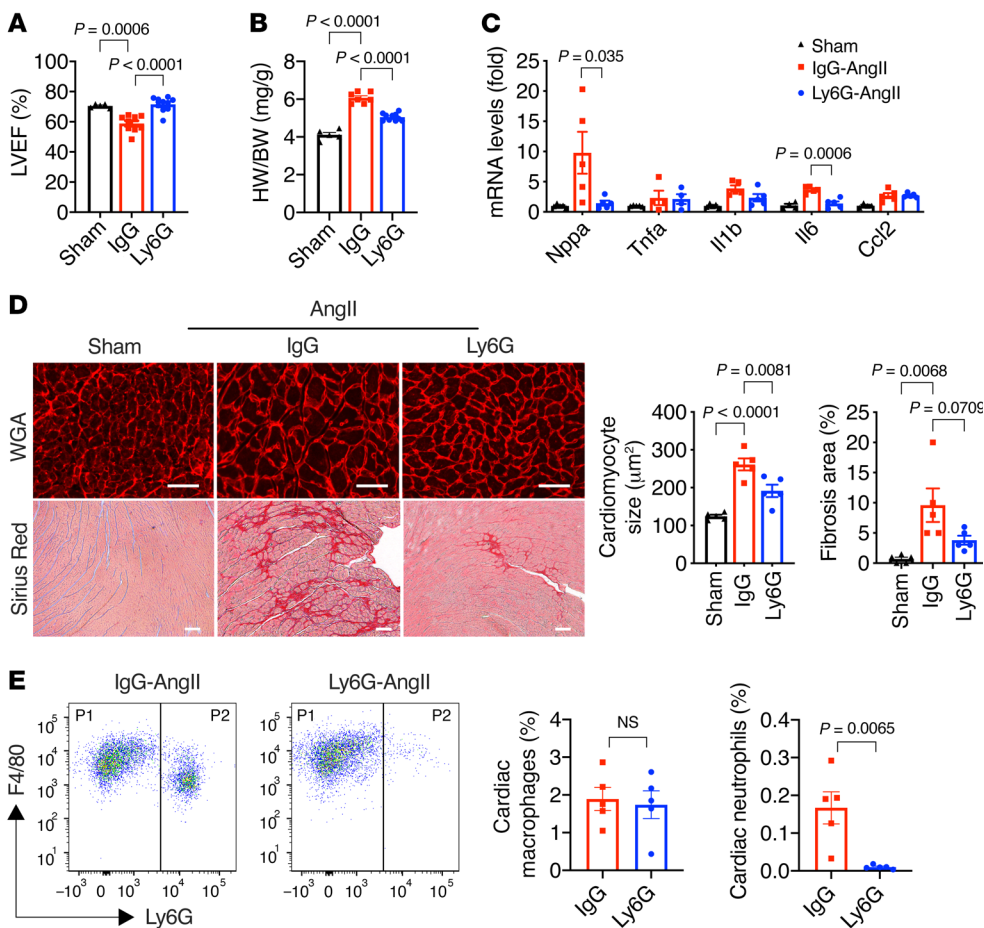 A
P = 0.0006
P < 0.0001
LVEF (%)
100
80
60
40
20
0
Sham
IgG
Ly6G
B
P < 0.0001
P < 0.0001
HW/BW (mg/g)
8
6
4
2
0
Sham
IgG
Ly6G
C
mRNA levels (fold)
25
20
15
10
5
0
P = 0.035
P = 0.0006
Nppa
Tnfa
Il1b
Il6
Ccl2
Sham
IgG-AngII
Ly6G-AngII
D
AngII
Sham
IgG
Ly6G
WGA
Sirius Red
P = 0.0081
P < 0.0001
Cardiomyocyte
size (μm²)
400
300
200
100
0
Sham
IgG
Ly6G
P = 0.0068
P = 0.0709
Fibrosis area (%)
25
20
15
10
5
0
Sham
IgG
Ly6G
E
IgG-AngII
P1
P2
F4/80
10⁵
10⁴
10³
10²
10¹
−10³
0
10³
10⁴
10⁵
Ly6G
Ly6G-AngII
P1
P2
10⁵
10⁴
10³
10²
10¹
−10³
0
10³
10⁴
10⁵
NS
Cardiac
macrophages (%)
4
3
2
1
0
IgG
Ly6G
P = 0.0065
Cardiac neutrophils (%)
0.4
0.3
0.2
0.1
0.0
IgG
Ly6G